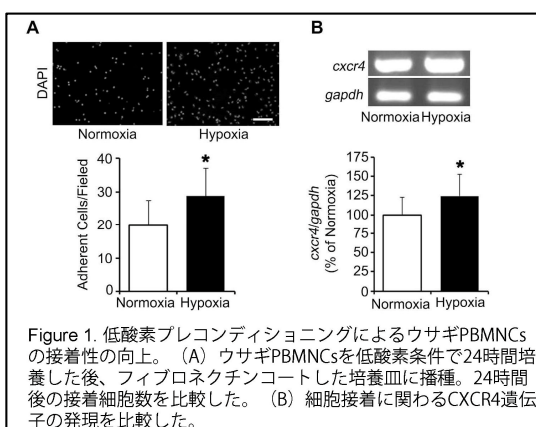 A
B
DAPI
Normoxia
Hypoxia
cxcr4
gapdh
Normoxia Hypoxia
Adherent Cells/Fieled
40
30
20
10
0
*
Normoxia Hypoxia
cxcr4/gapdh
(% of Normoxia)
175
150
125
100
75
50
25
0
*
Normoxia Hypoxia
Figure 1. 低酸素プレコンディショニングによるウサギPBMNCs
の接着性の向上。（A）ウサギPBMNCsを低酸素条件で24時間培
養した後、フィブロネクチンコートした培養皿に播種。24時間
後の接着細胞数を比較した。（B）細胞接着に関わるCXCR4遺伝
子の発現を比較した。